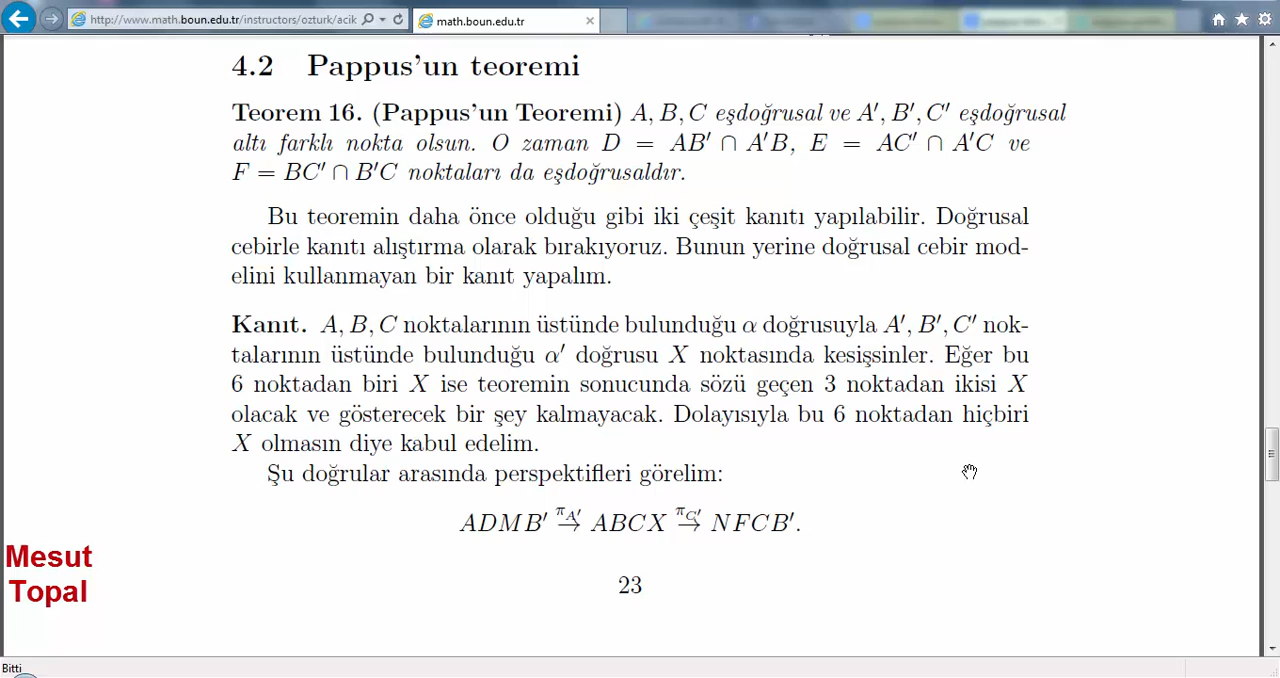 http://www.math.boun.edu.tr/instructors/ozturk/acik
math.boun.edu.tr
4.2 Pappus'un teoremi
Teorem 16. (Pappus'un Teoremi) A, B, C eşdoğrusal ve A′, B′, C′ eşdoğrusal
altı farklı nokta olsun. O zaman D = AB′ ∩ A′B, E = AC′ ∩ A′C ve
F = BC′ ∩ B′C noktaları da eşdoğrusaldır.
Bu teoremin daha önce olduğu gibi iki çeşit kanıtı yapılabilir. Doğrusal
cebirle kanıtı alıştırma olarak bırakıyoruz. Bunun yerine doğrusal cebir mod-
elini kullanmayan bir kanıt yapalım.
Kanıt. A, B, C noktalarının üstünde bulunduğu α doğrusuyla A′, B′, C′ nok-
talarının üstünde bulunduğu α′ doğrusu X noktasında kesişsinler. Eğer bu
6 noktadan biri X ise teoremin sonucunda sözü geçen 3 noktadan ikisi X
olacak ve gösterecek bir şey kalmayacak. Dolayısıyla bu 6 noktadan hiçbiri
X olmasın diye kabul edelim.
Şu doğrular arasında perspektifleri görelim:
ADMB′ π_A′ → ABCX π_C′ → NFCB′.
Mesut
Topal
23
Bitti